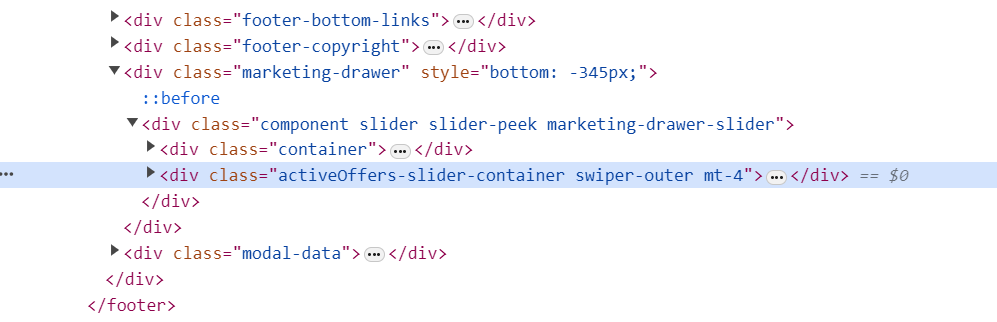 <div class="footer-bottom-links">•••</div>
<div class="footer-copyright">•••</div>
<div class="marketing-drawer" style="bottom: -345px;">
::before
<div class="component slider slider-peek marketing-drawer-slider">
<div class="container">•••</div>
<div class="activeOffers-slider-container swiper-outer mt-4">•••</div> == $0
</div>
</div>
<div class="modal-data">•••</div>
</div>
</footer>